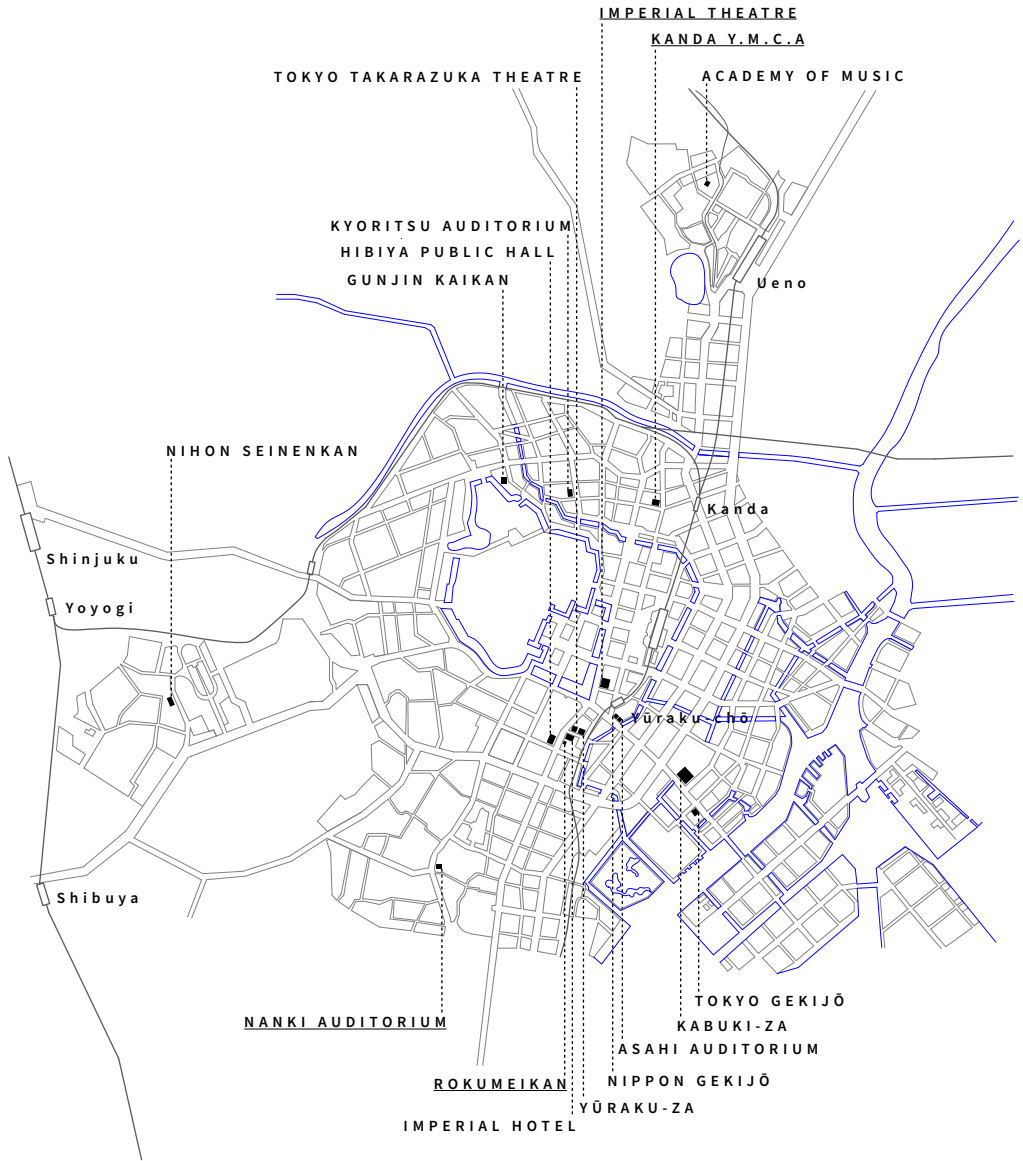 IMPERIAL THEATRE
KANDA Y.M.C.A
TOKYO TAKARAZUKA THEATRE
ACADEMY OF MUSIC
KYORITSU AUDITORIUM
HIBIYA PUBLIC HALL
GUNJIN KAIKAN
Ueno
NIHON SEINENKAN
Kanda
Shinjuku
Yoyogi
Yūraku-chō
Shibuya
TOKYO GEKIJŌ
NANKI AUDITORIUM
KABUKI-ZA
ASAHI AUDITORIUM
NIPPON GEKIJŌ
ROKUMEIKAN
YŪRAKU-ZA
IMPERIAL HOTEL